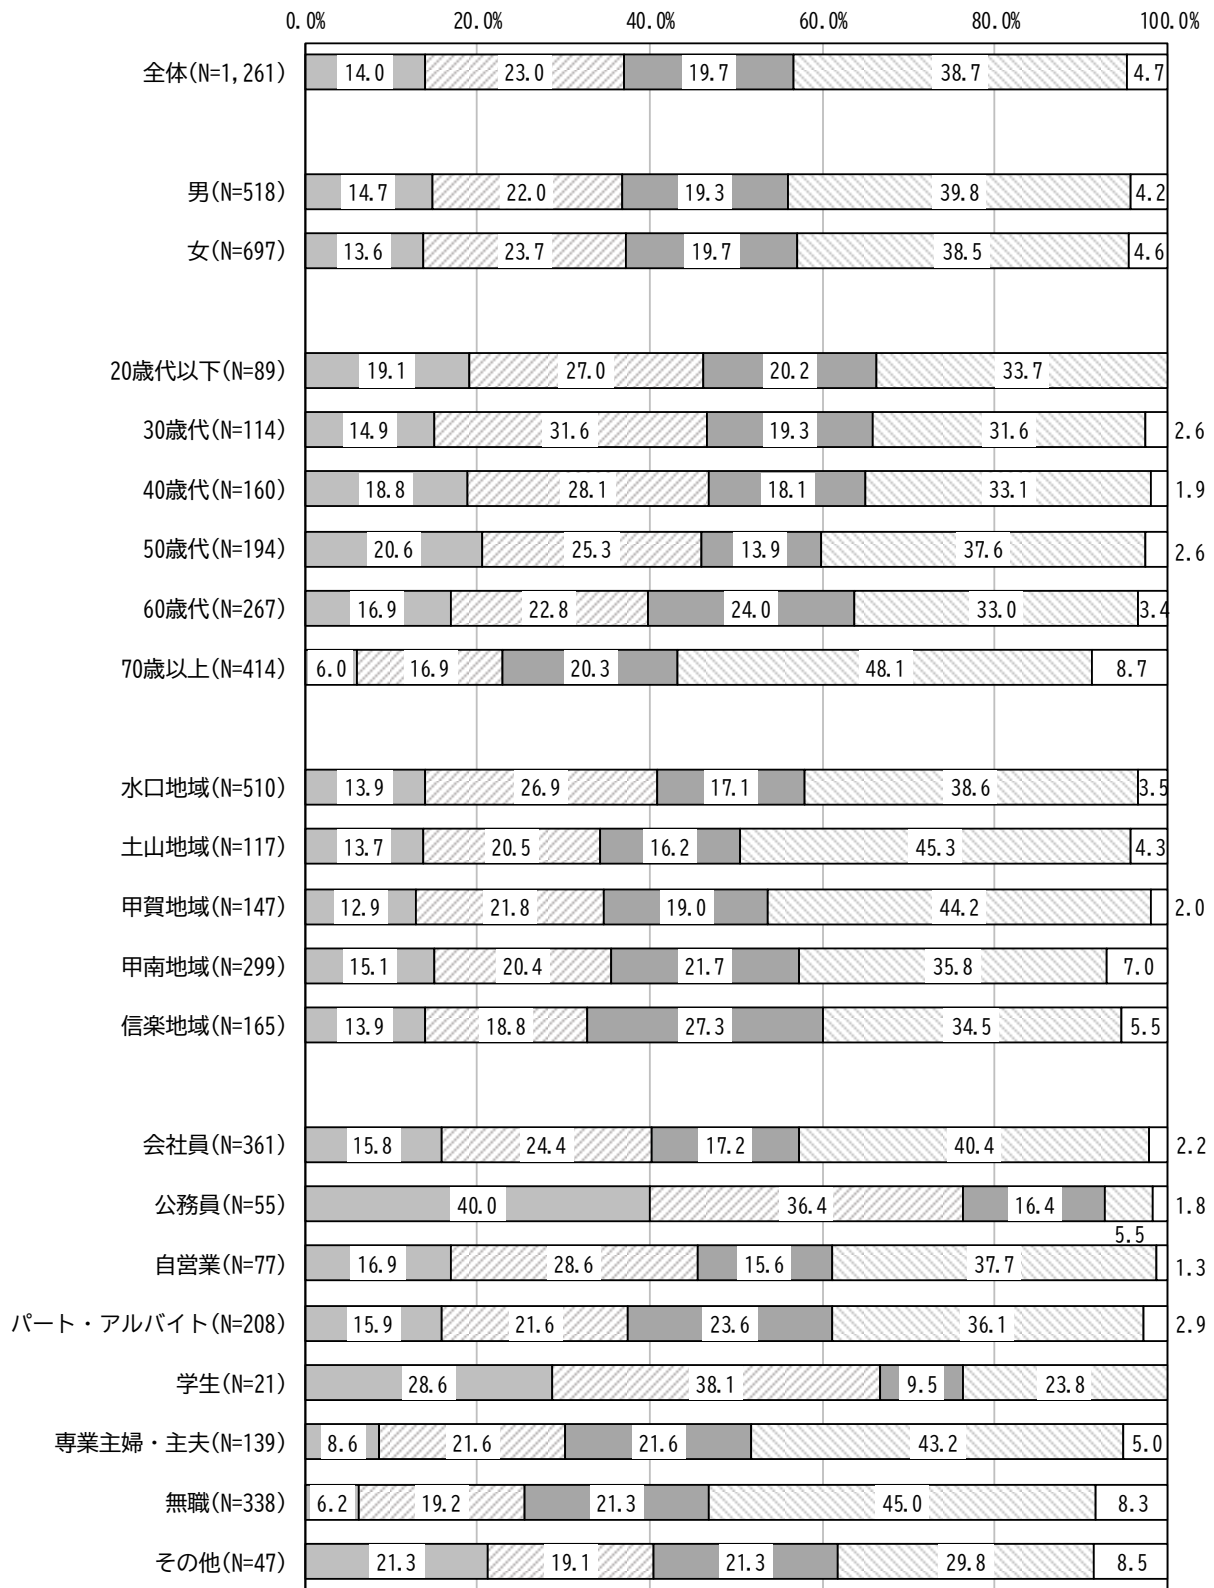 0.0% 20.0% 40.0% 60.0% 80.0% 100.0%
全体(N=1,261) 14.0 23.0 19.7 38.7 4.7
男(N=518) 14.7 22.0 19.3 39.8 4.2
女(N=697) 13.6 23.7 19.7 38.5 4.6
20歳代以下(N=89) 19.1 27.0 20.2 33.7
30歳代(N=114) 14.9 31.6 19.3 31.6 2.6
40歳代(N=160) 18.8 28.1 18.1 33.1 1.9
50歳代(N=194) 20.6 25.3 13.9 37.6 2.6
60歳代(N=267) 16.9 22.8 24.0 33.0 3.4
70歳以上(N=414) 6.0 16.9 20.3 48.1 8.7
水口地域(N=510) 13.9 26.9 17.1 38.6 3.5
土山地域(N=117) 13.7 20.5 16.2 45.3 4.3
甲賀地域(N=147) 12.9 21.8 19.0 44.2 2.0
甲南地域(N=299) 15.1 20.4 21.7 35.8 7.0
信楽地域(N=165) 13.9 18.8 27.3 34.5 5.5
会社員(N=361) 15.8 24.4 17.2 40.4 2.2
公務員(N=55) 40.0 36.4 16.4 1.8
5.5
自営業(N=77) 16.9 28.6 15.6 37.7 1.3
パート・アルバイト(N=208) 15.9 21.6 23.6 36.1 2.9
学生(N=21) 28.6 38.1 9.5 23.8
専業主婦・主夫(N=139) 8.6 21.6 21.6 43.2 5.0
無職(N=338) 6.2 19.2 21.3 45.0 8.3
その他(N=47) 21.3 19.1 21.3 29.8 8.5